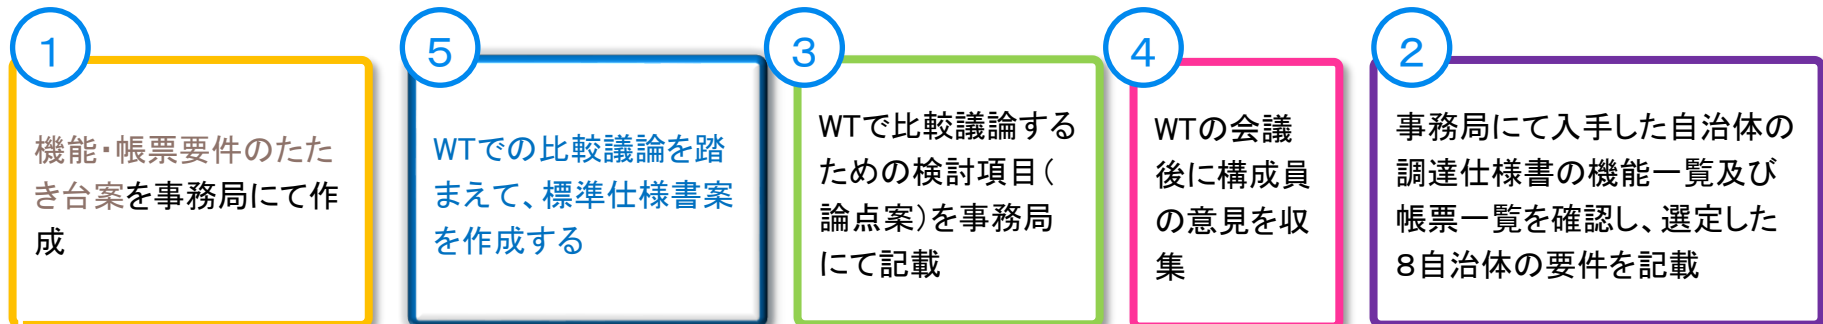 １
機能・帳票要件のたた
き台案を事務局にて作
成
５
WTでの比較議論を踏
まえて、標準仕様書案
を作成する
３
WTで比較議論する
ための検討項目（
論点案）を事務局
にて記載
４
WTの会議
後に構成員
の意見を収
集
２
事務局にて入手した自治体の
調達仕様書の機能一覧及び
帳票一覧を確認し、選定した
８自治体の要件を記載